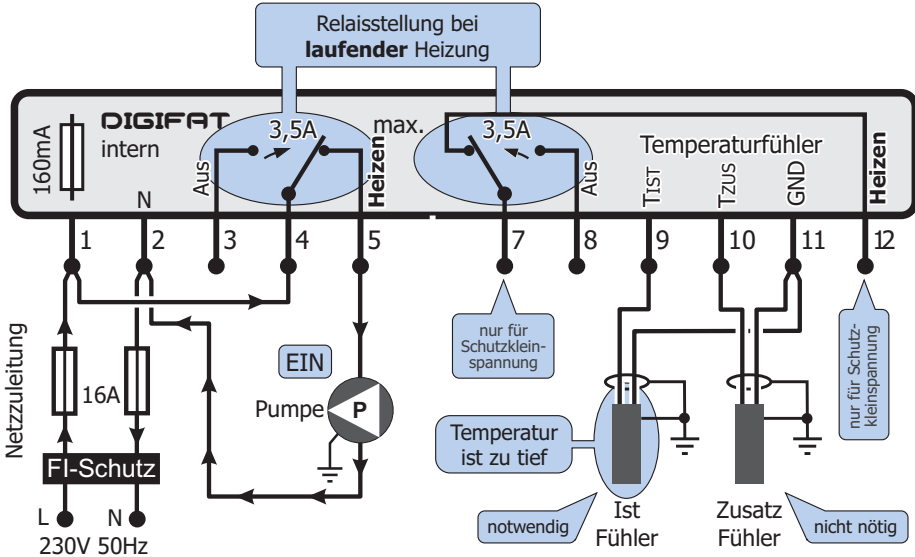 Relaisstellung bei
laufender Heizung
DIGIFAT
intern
160mA
N
3,5A
Aus
Heizen
max.
3,5A
Aus
Temperaturfühler
TIST
TZUS
GND
Heizen
1
2
3
4
5
7
8
9
10
11
12
Netzzuleitung
16A
FI-Schutz
L
N
230V 50Hz
EIN
Pumpe
P
nur für
Schutzklein-
spannung
nur für Schutz-
kleinspannung
Temperatur
ist zu tief
notwendig
Ist
Fühler
Zusatz
Fühler
nicht nötig